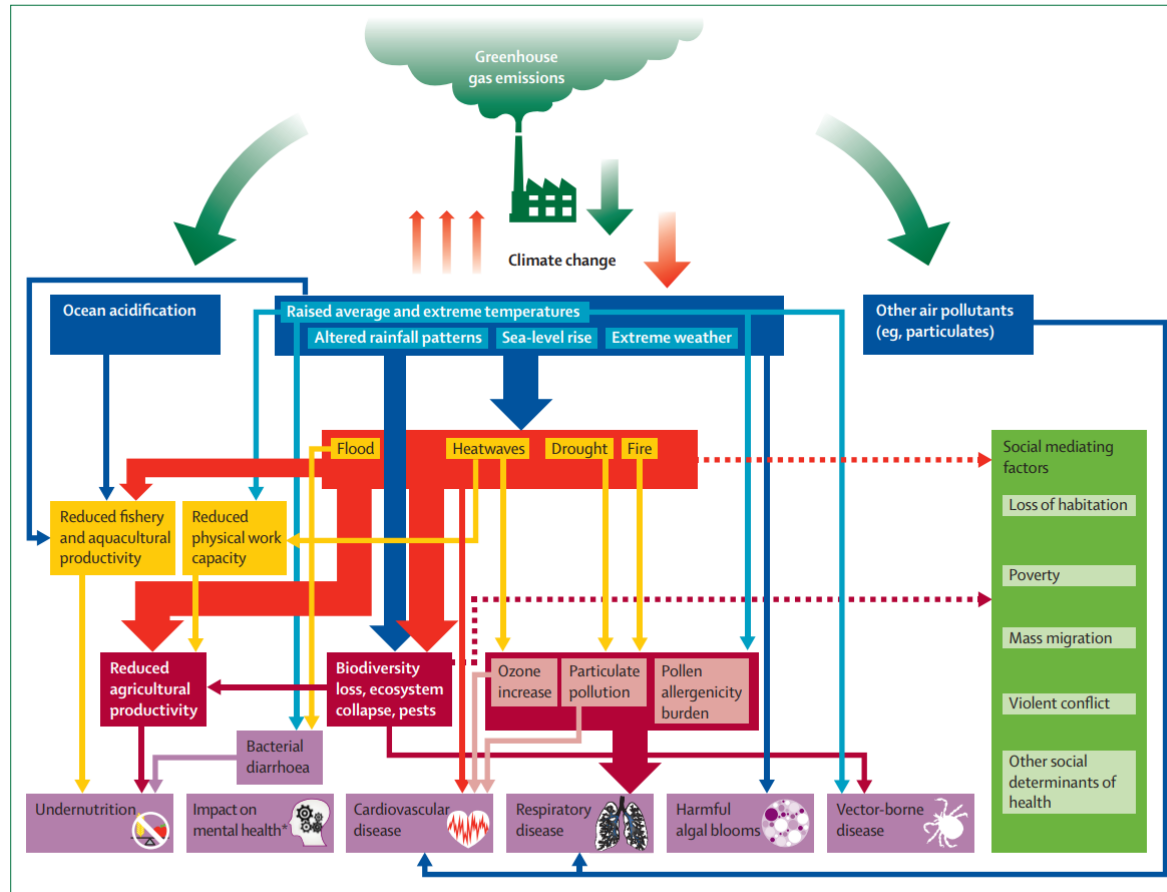 Greenhouse
gas emissions
Climate change
Ocean acidification
Raised average and extreme temperatures
Altered rainfall patterns
Sea-level rise
Extreme weather
Other air pollutants
(eg, particulates)
Flood
Heatwaves
Drought
Fire
Social mediating
factors
Loss of habitation
Poverty
Mass migration
Violent conflict
Other social
determinants of
health
Reduced fishery
and aquacultural
productivity
Reduced
physical work
capacity
Reduced
agricultural
productivity
Biodiversity
loss, ecosystem
collapse, pests
Ozone
increase
Particulate
pollution
Pollen
allergenicity
burden
Bacterial
diarrhoea
Undernutrition
Impact on
mental health*
Cardiovascular
disease
Respiratory
disease
Harmful
algal blooms
Vector-borne
disease